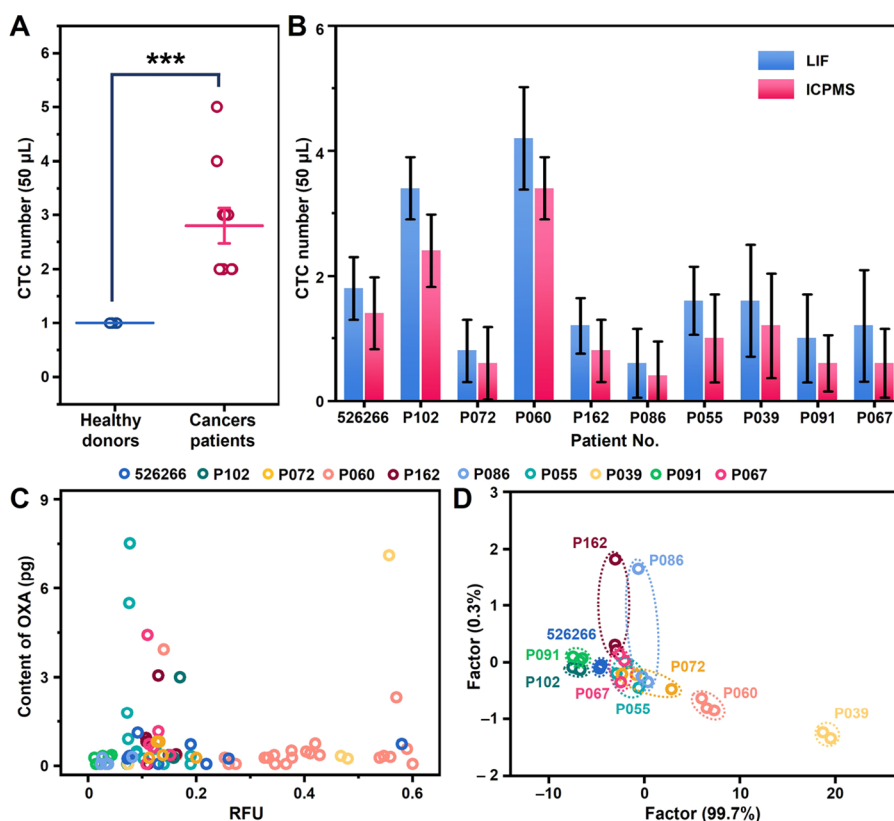 A
CTC number (50 μL)
6
5
4
3
2
1
0
***
Healthy
donors
Cancers
patients
B
CTC number (50 μL)
6
4
2
0
LIF
ICPMS
526266 P102 P072 P060 P162 P086 P055 P039 P091 P067
Patient No.
526266 P102 P072 P060 P162 P086 P055 P039 P091 P067
C
Content of OXA (pg)
9
6
3
0
0 0.2 0.4 0.6
RFU
D
Factor (0.3%)
3
2
1
0
−1
− 2
P162
P086
526266
P091
P102
P067
P055
P072
P060
P039
−10 0 10 20
Factor (99.7%)